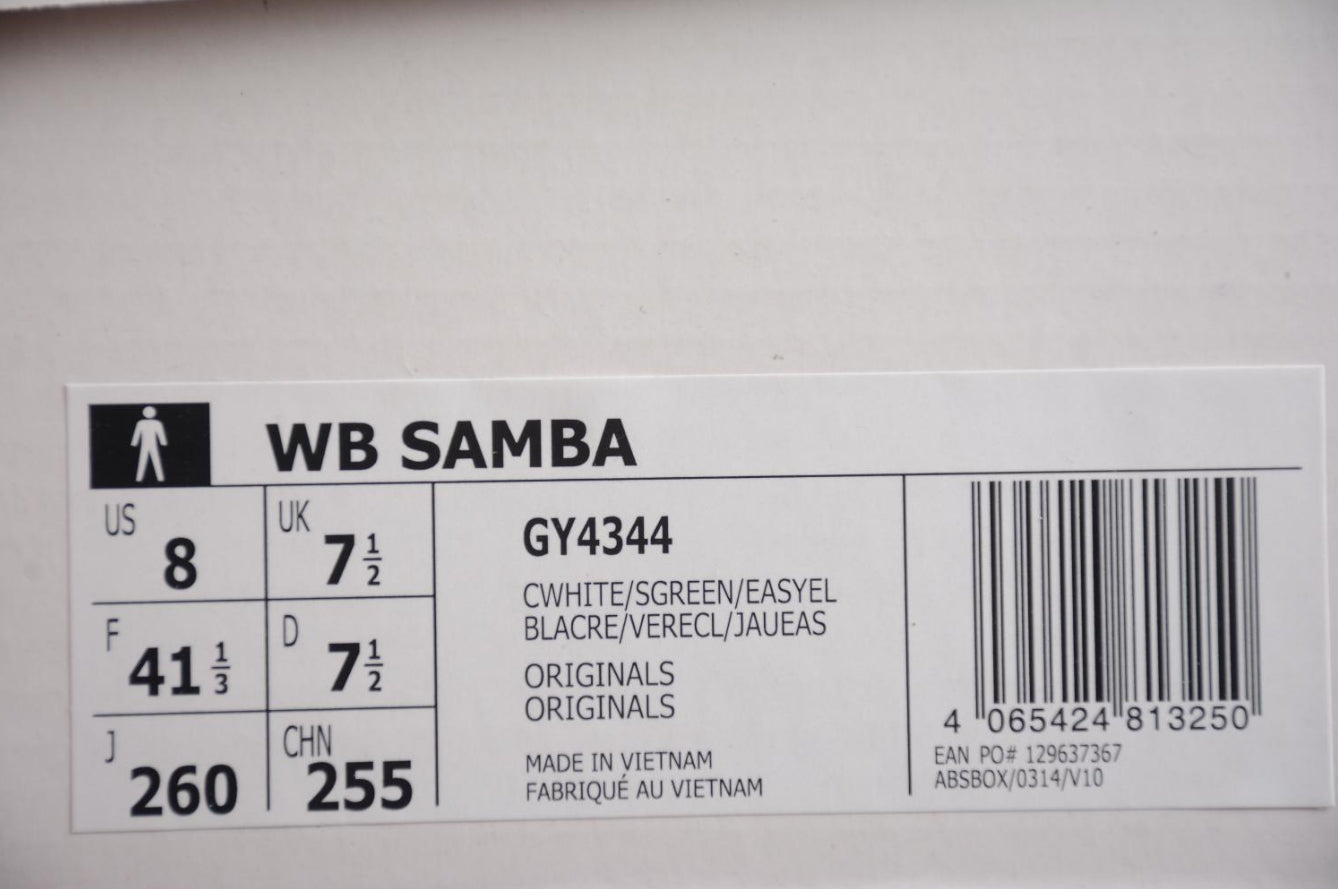 WB SAMBA
US 8
UK 7 1/2
F 41 1/3
D 7 1/2
J 260
CHN 255
GY4344
CWHITE/SGREEN/EASYEL
BLACRE/VERECL/JAUEAS
ORIGINALS
ORIGINALS
MADE IN VIETNAM
FABRIQUÉ AU VIETNAM
4 065424 813250
EAN PO# 129637367
ABSBOX/0314/V10